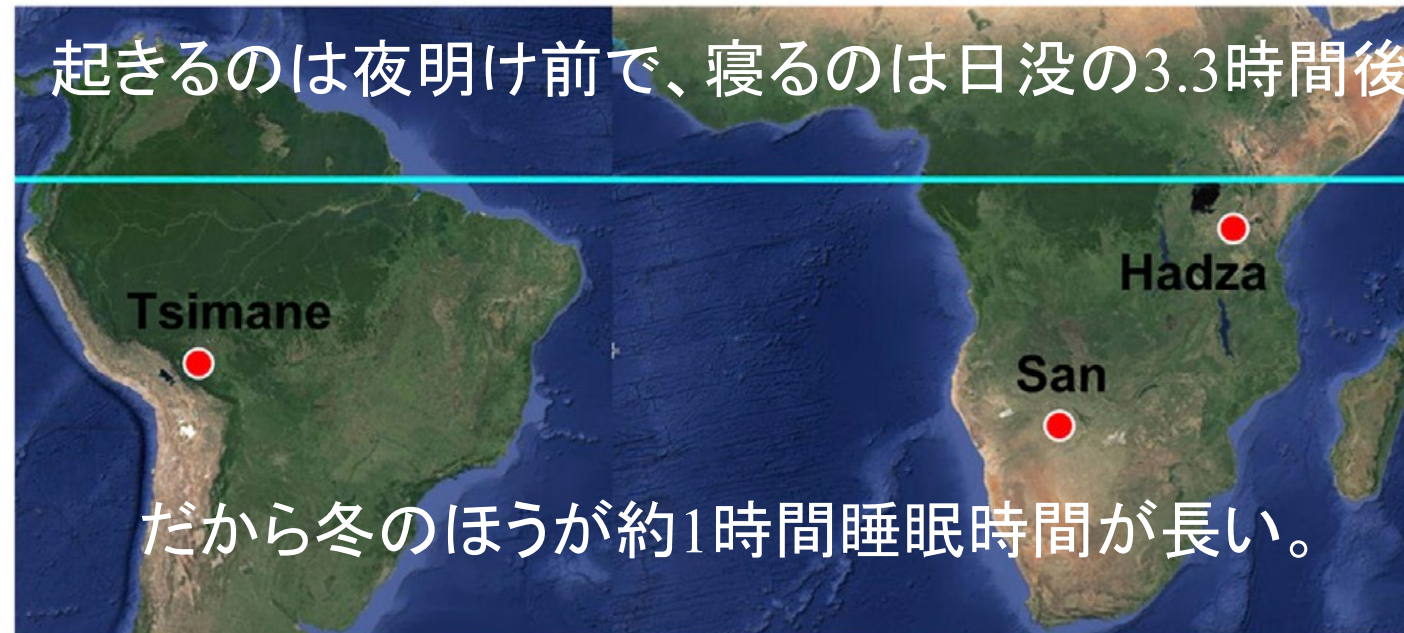 起きるのは夜明け前で、寝るのは日没の3.3時間後
Hadza
Tsimane
San
だから冬のほうが約1時間睡眠時間が長い。